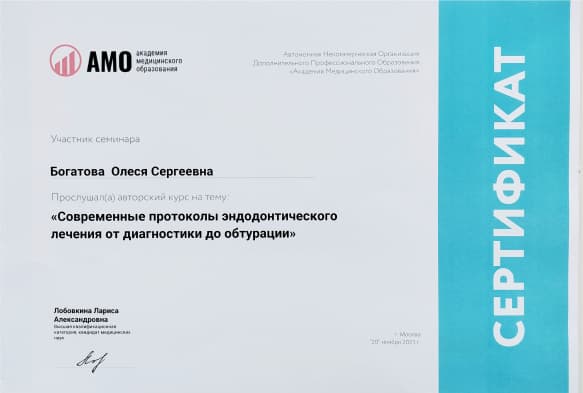 АМО
академия
медицинского
образования
Автономная Некоммерческая Организация
Дополнительного Профессионального Образования
«Академия Медицинского Образования»
СЕРТИФИКАТ
Участник семинара
Богатова Олеся Сергеевна
Прослушал(а) авторский курс на тему:
«Современные протоколы эндодонтического
лечения от диагностики до обтурации»
Лобовкина Лариса
Александровна
Высшая квалификационная
категория, кандидат медицинских
наук
г. Москва
"20" ноября 2021 г.